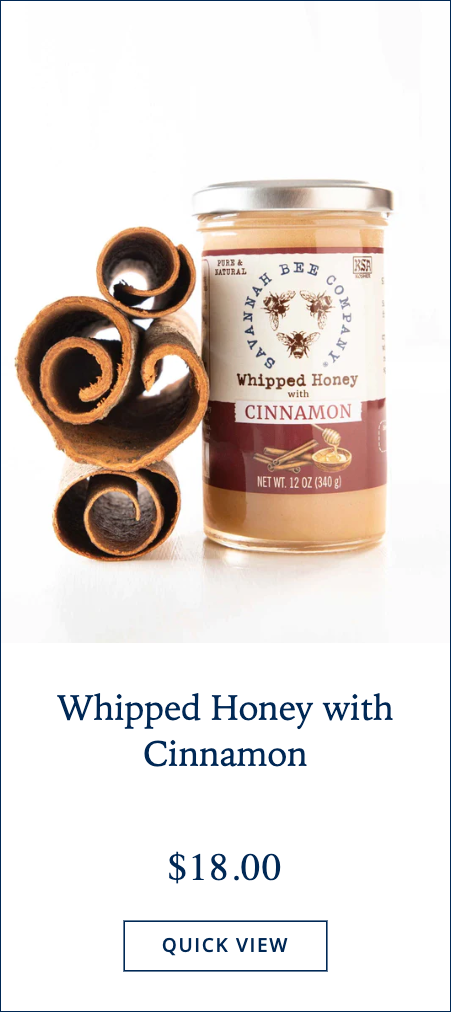 PURE &
NATURAL
KSA
SAVANNAH BEE COMPANY®
Whipped Honey
with
CINNAMON
NET WT. 12 OZ (340 g)
Whipped Honey with
Cinnamon
$18.00
QUICK VIEW